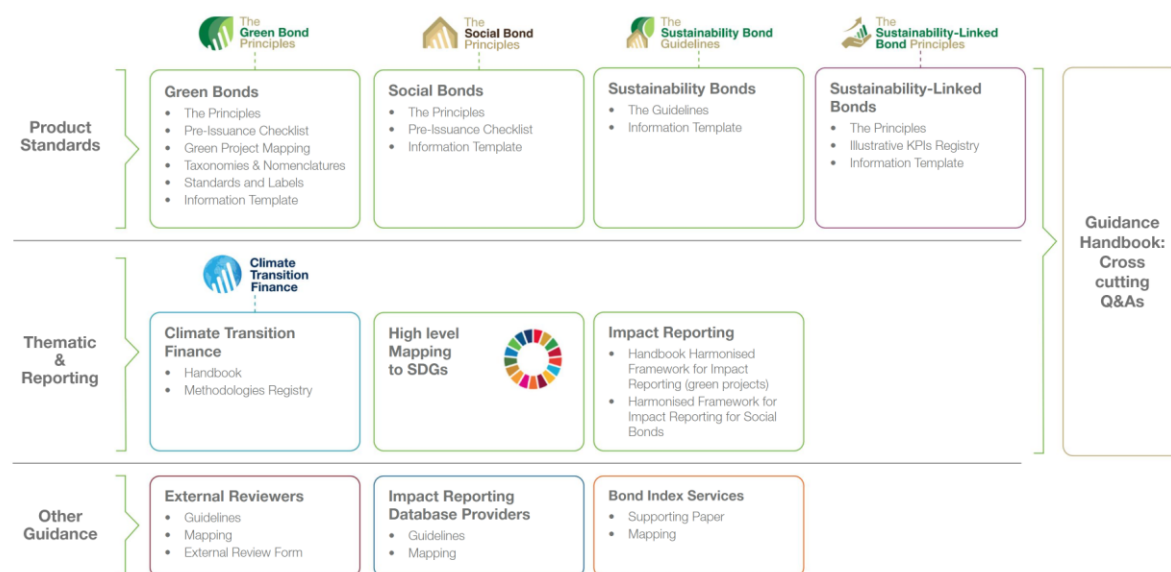 The
Green Bond
Principles
The
Social Bond
Principles
The
Sustainability Bond
Guidelines
The
Sustainability-Linked
Bond Principles
Product
Standards
Green Bonds
• The Principles
• Pre-Issuance Checklist
• Green Project Mapping
• Taxonomies & Nomenclatures
• Standards and Labels
• Information Template
Social Bonds
• The Principles
• Pre-Issuance Checklist
• Information Template
Sustainability Bonds
• The Guidelines
• Information Template
Sustainability-Linked
Bonds
• The Principles
• Illustrative KPIs Registry
• Information Template
Guidance
Handbook:
Cross
cutting
Q&As
Climate
Transition
Finance
Thematic
&
Reporting
Climate Transition
Finance
• Handbook
• Methodologies Registry
High level
Mapping
to SDGs
Impact Reporting
• Handbook Harmonised
Framework for Impact
Reporting (green projects)
• Harmonised Framework for
Impact Reporting for Social
Bonds
Other
Guidance
External Reviewers
• Guidelines
• Mapping
• External Review Form
Impact Reporting
Database Providers
• Guidelines
• Mapping
Bond Index Services
• Supporting Paper
• Mapping